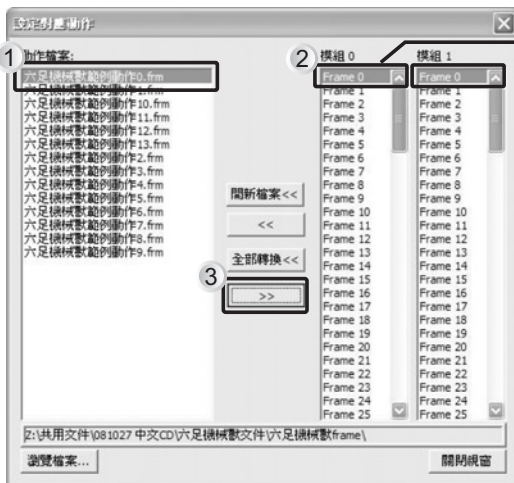 設定對應動作
1
動作檔案:
六足機械獸範例動作0.frm
六足機械獸範例動作1.frm
六足機械獸範例動作10.frm
六足機械獸範例動作11.frm
六足機械獸範例動作12.frm
六足機械獸範例動作13.frm
六足機械獸範例動作2.frm
六足機械獸範例動作3.frm
六足機械獸範例動作4.frm
六足機械獸範例動作5.frm
六足機械獸範例動作6.frm
六足機械獸範例動作7.frm
六足機械獸範例動作8.frm
六足機械獸範例動作9.frm
開新檔案<<
<<
全部轉換<<
3
>>
2
模組 0
Frame 0
Frame 1
Frame 2
Frame 3
Frame 4
Frame 5
Frame 6
Frame 7
Frame 8
Frame 9
Frame 10
Frame 11
Frame 12
Frame 13
Frame 14
Frame 15
Frame 16
Frame 17
Frame 18
Frame 19
Frame 20
Frame 21
Frame 22
Frame 23
Frame 24
Frame 25
模組 1
Frame 0
Frame 1
Frame 2
Frame 3
Frame 4
Frame 5
Frame 6
Frame 7
Frame 8
Frame 9
Frame 10
Frame 11
Frame 12
Frame 13
Frame 14
Frame 15
Frame 16
Frame 17
Frame 18
Frame 19
Frame 20
Frame 21
Frame 22
Frame 23
Frame 24
Frame 25
Z:\共用文件\081027 中文CD\六足機械獸文件\六足機械獸frame\
瀏覽檔案...
關閉視窗